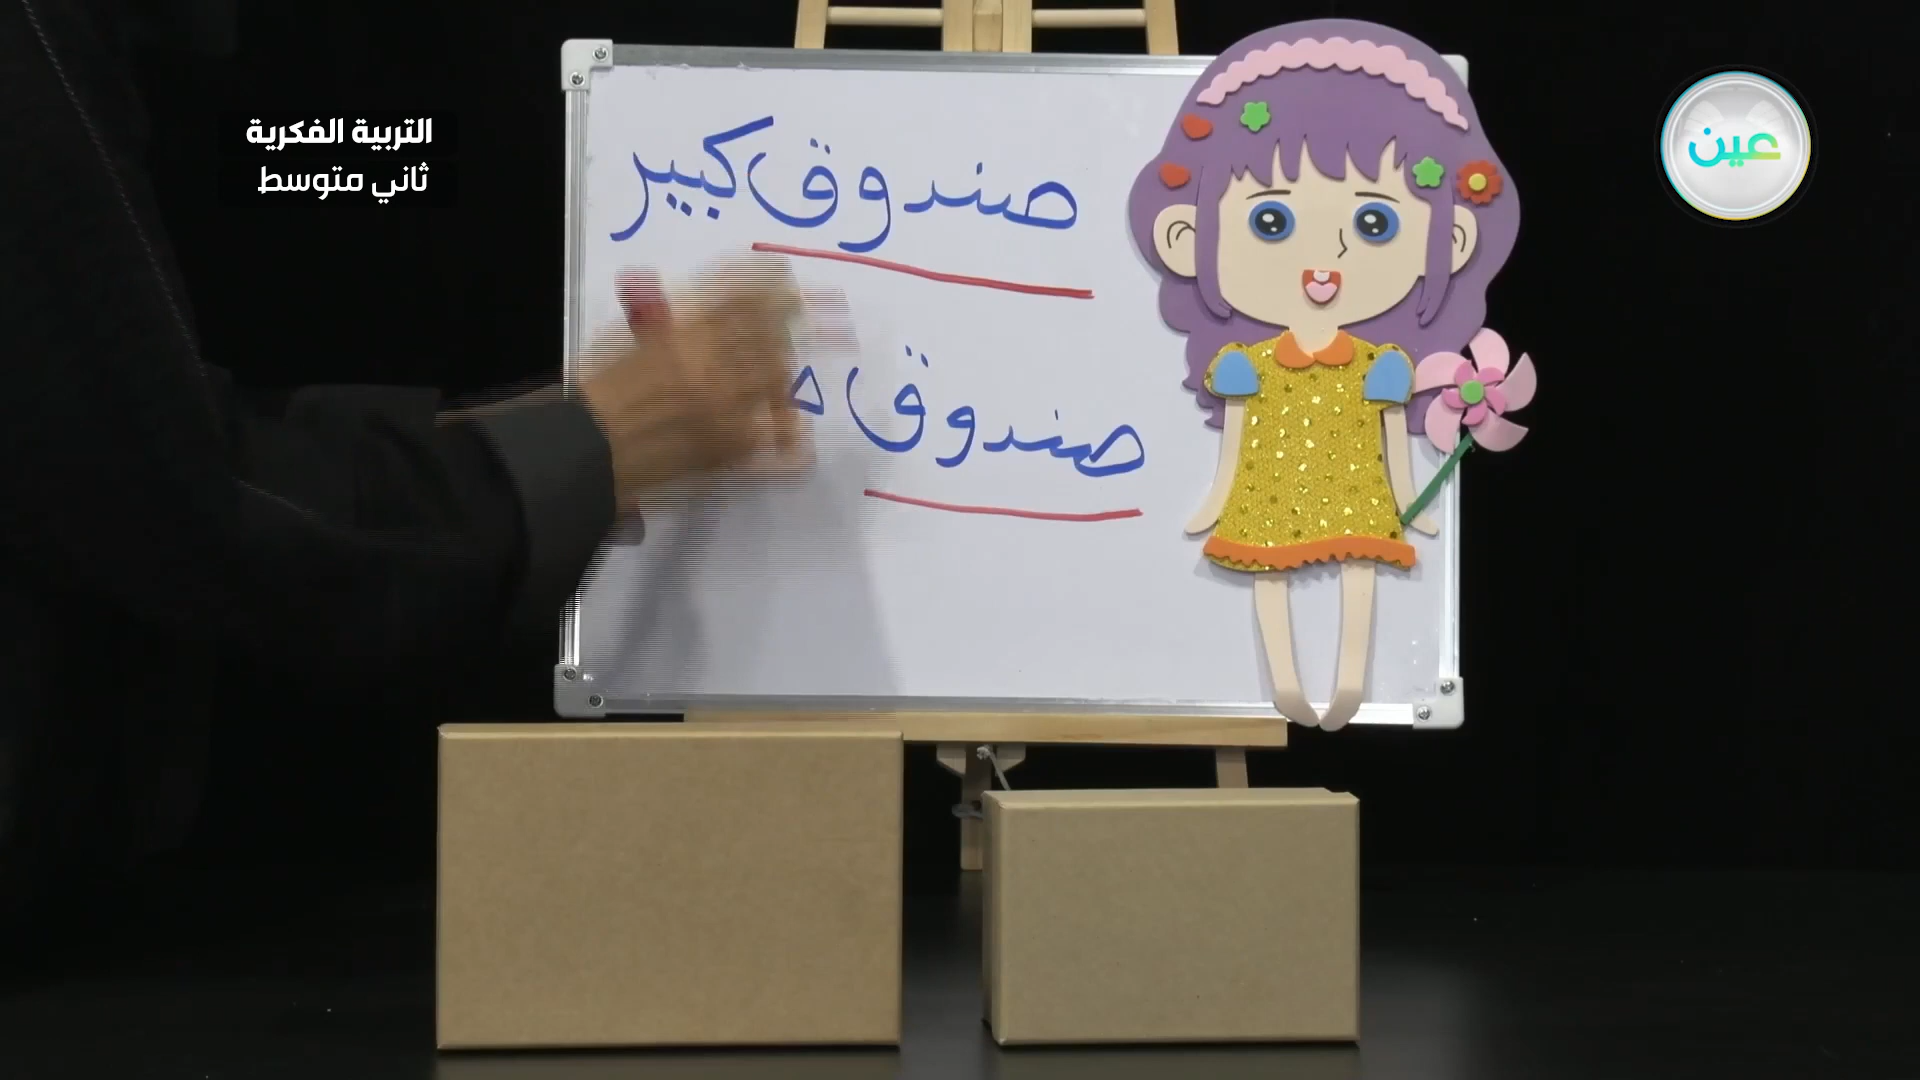 التربية الفكرية
ثاني متوسط
عين
صندوق كبير
صندوق